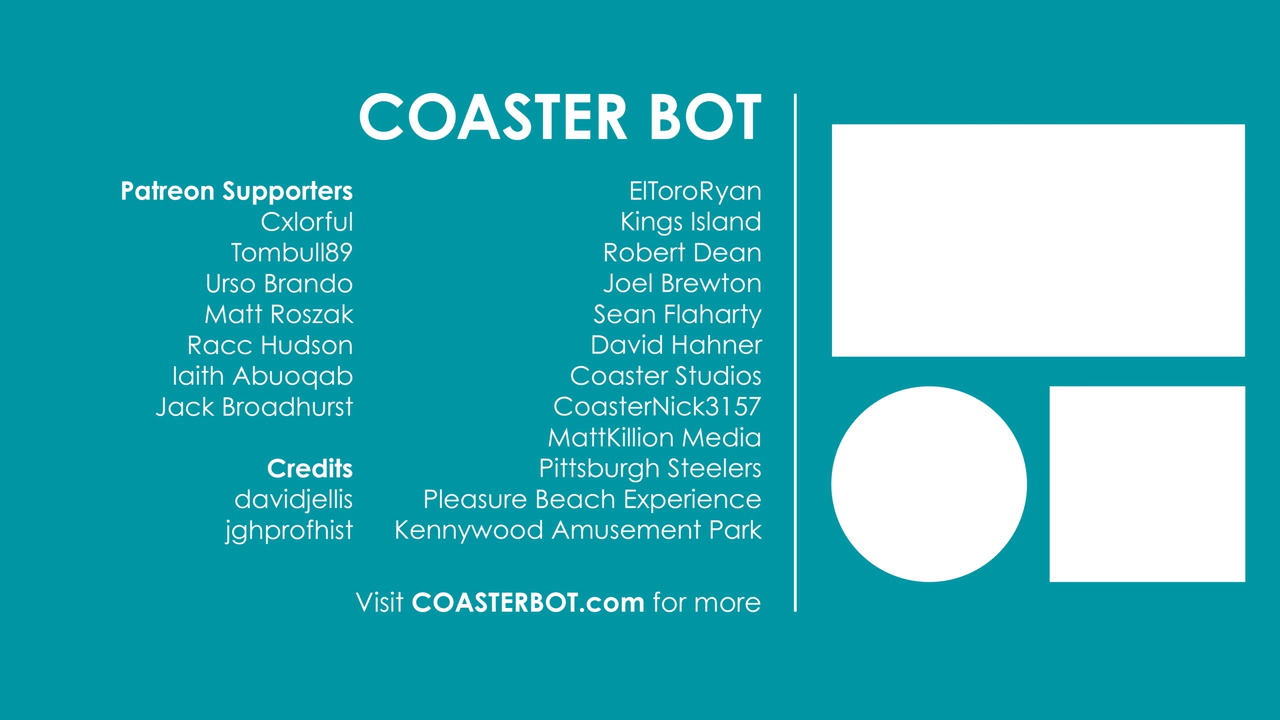 COASTER BOT
Patreon Supporters
Cxlorful
Tombull89
Urso Brando
Matt Roszak
Racc Hudson
Iaith Abuoqab
Jack Broadhurst
Credits
davidjellis
jghprofhist
ElToroRyan
Kings Island
Robert Dean
Joel Brewton
Sean Flaharty
David Hahner
Coaster Studios
CoasterNick3157
MattKillion Media
Pittsburgh Steelers
Pleasure Beach Experience
Kennywood Amusement Park
Visit COASTERBOT.com for more